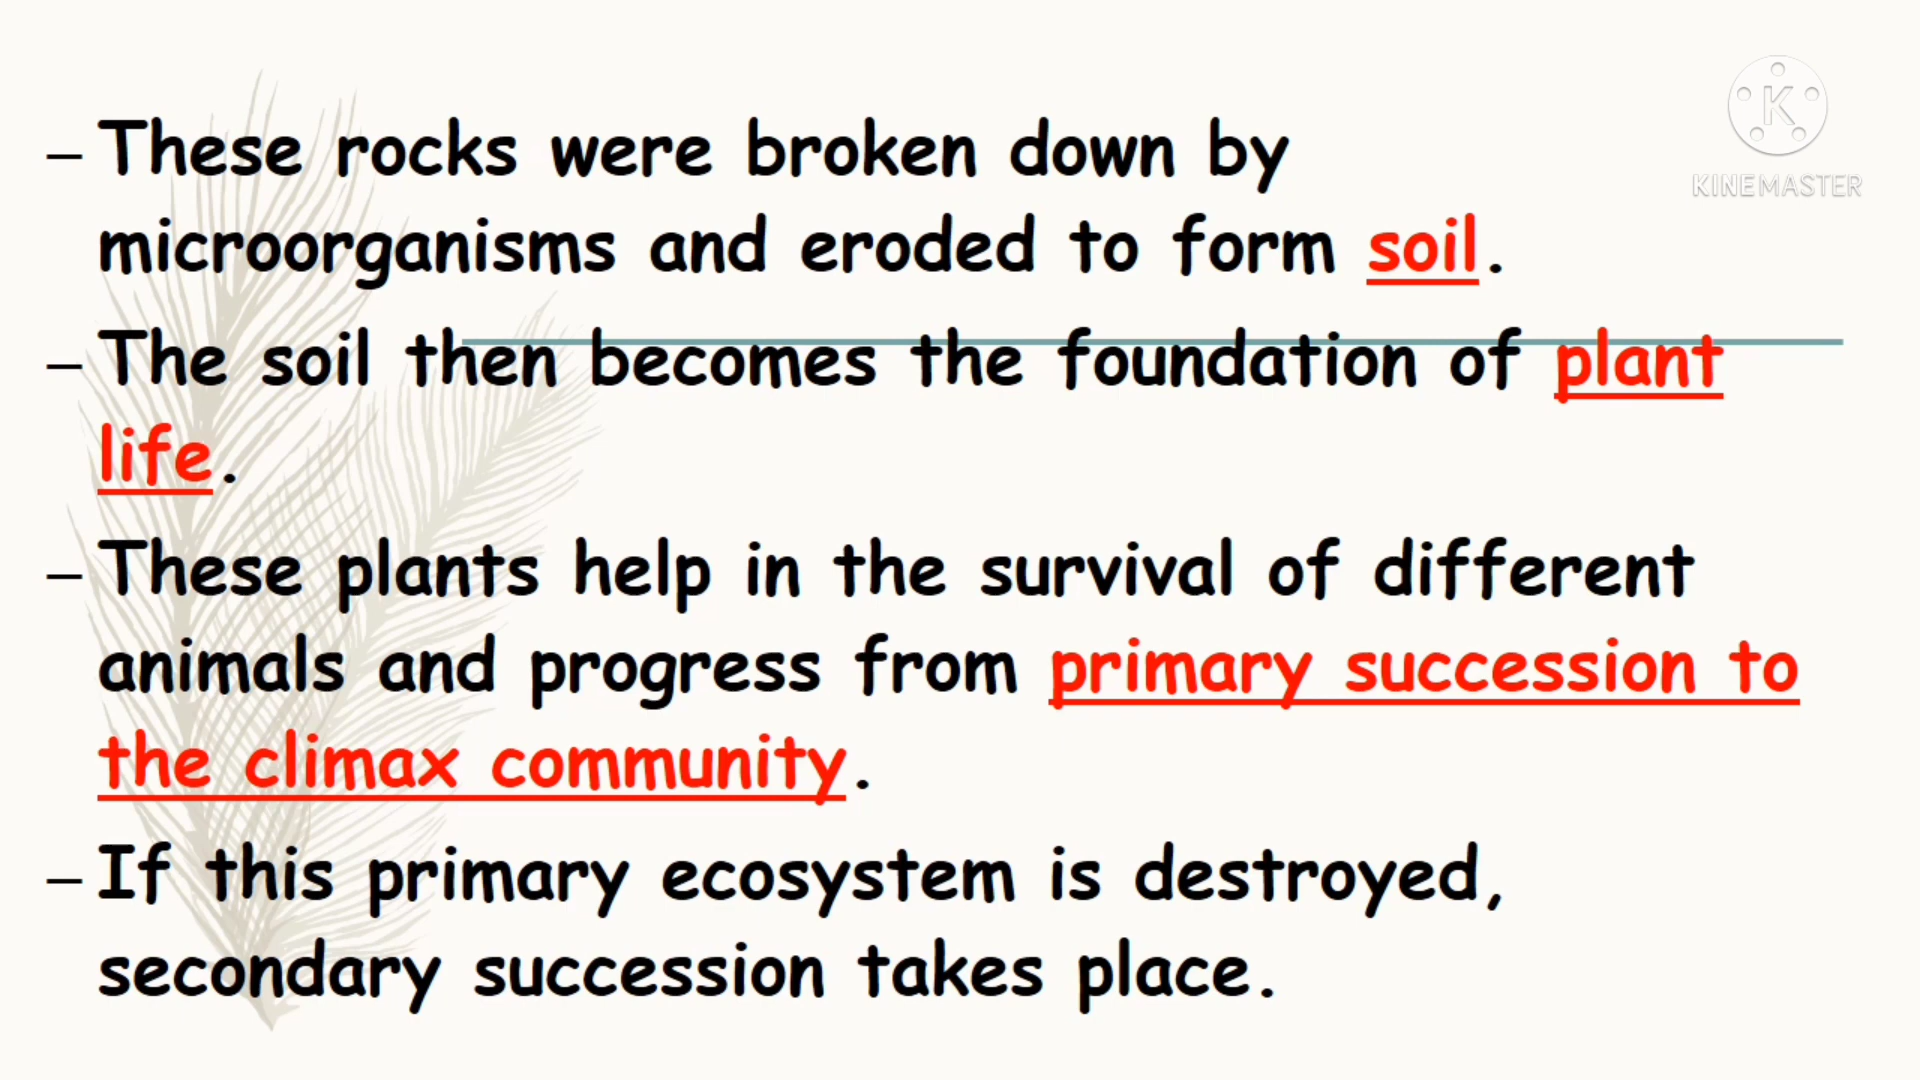 – These rocks were broken down by
microorganisms and eroded to form soil.
– The soil then becomes the foundation of plant
life.
– These plants help in the survival of different
animals and progress from primary succession to
the climax community.
– If this primary ecosystem is destroyed,
secondary succession takes place.
K
KINEMASTER